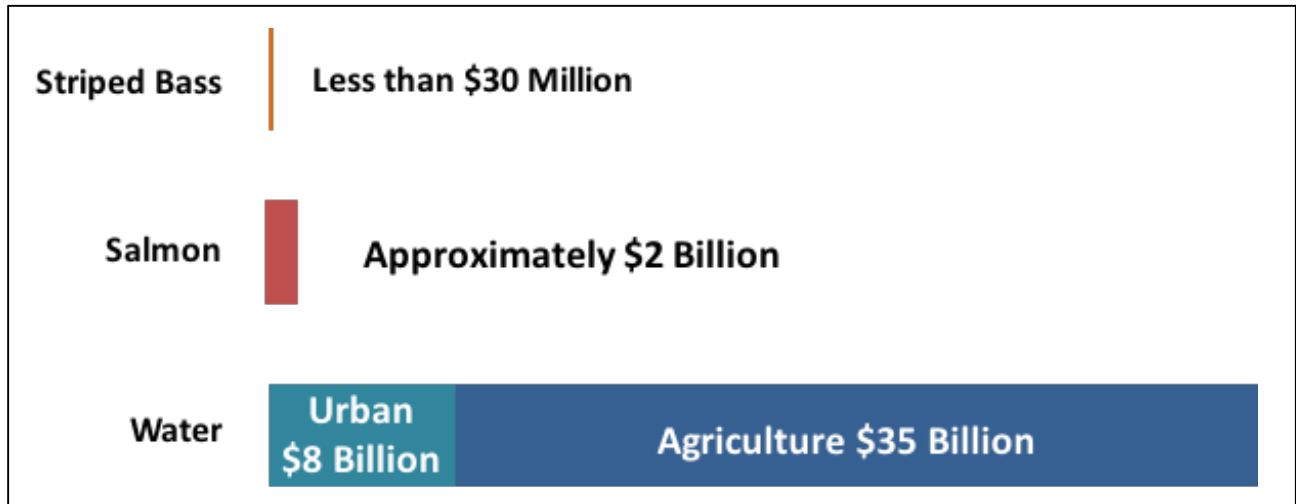 Striped Bass
Less than $30 Million
Salmon
Approximately $2 Billion
Water
Urban
$8 Billion
Agriculture $35 Billion